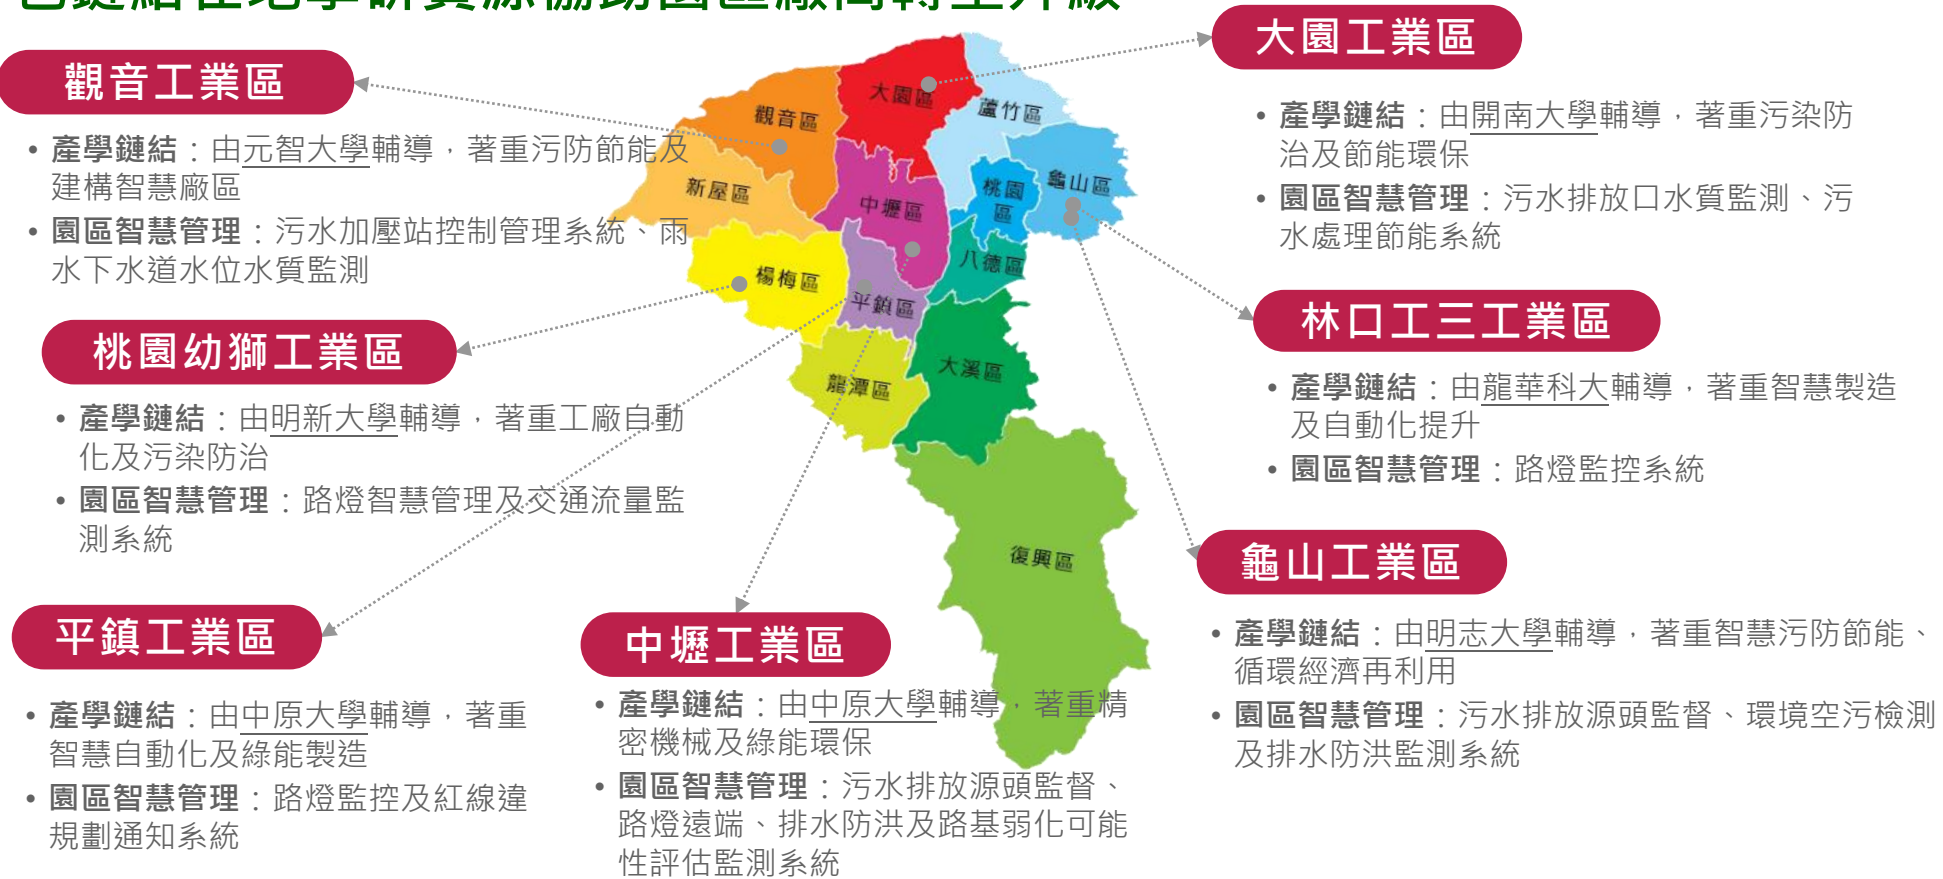 已鏈結在地學研資源協助園區廠商轉型升級
觀音工業區
• 產學鏈結：由元智大學輔導，著重污防節能及
建構智慧廠區
• 園區智慧管理：污水加壓站控制管理系統、雨
水下水道水位水質監測
桃園幼獅工業區
• 產學鏈結：由明新大學輔導，著重工廠自動
化及污染防治
• 園區智慧管理：路燈智慧管理及交通流量監
測系統
平鎮工業區
• 產學鏈結：由中原大學輔導，著重
智慧自動化及綠能製造
• 園區智慧管理：路燈監控及紅線違
規劃通知系統
中壢工業區
• 產學鏈結：由中原大學輔導，著重精
密機械及綠能環保
• 園區智慧管理：污水排放源頭監督、
路燈遠端、排水防洪及路基弱化可能
性評估監測系統
大園區
蘆竹區
觀音區
龜山區
桃園
區
新屋區
中壢區
八德區
楊梅區
平鎮區
大溪區
龍潭區
復興區
大園工業區
• 產學鏈結：由開南大學輔導，著重污染防
治及節能環保
• 園區智慧管理：污水排放口水質監測、污
水處理節能系統
林口工三工業區
• 產學鏈結：由龍華科大輔導，著重智慧製造
及自動化提升
• 園區智慧管理：路燈監控系統
龜山工業區
• 產學鏈結：由明志大學輔導，著重智慧污防節能、
循環經濟再利用
• 園區智慧管理：污水排放源頭監督、環境空污檢測
及排水防洪監測系統